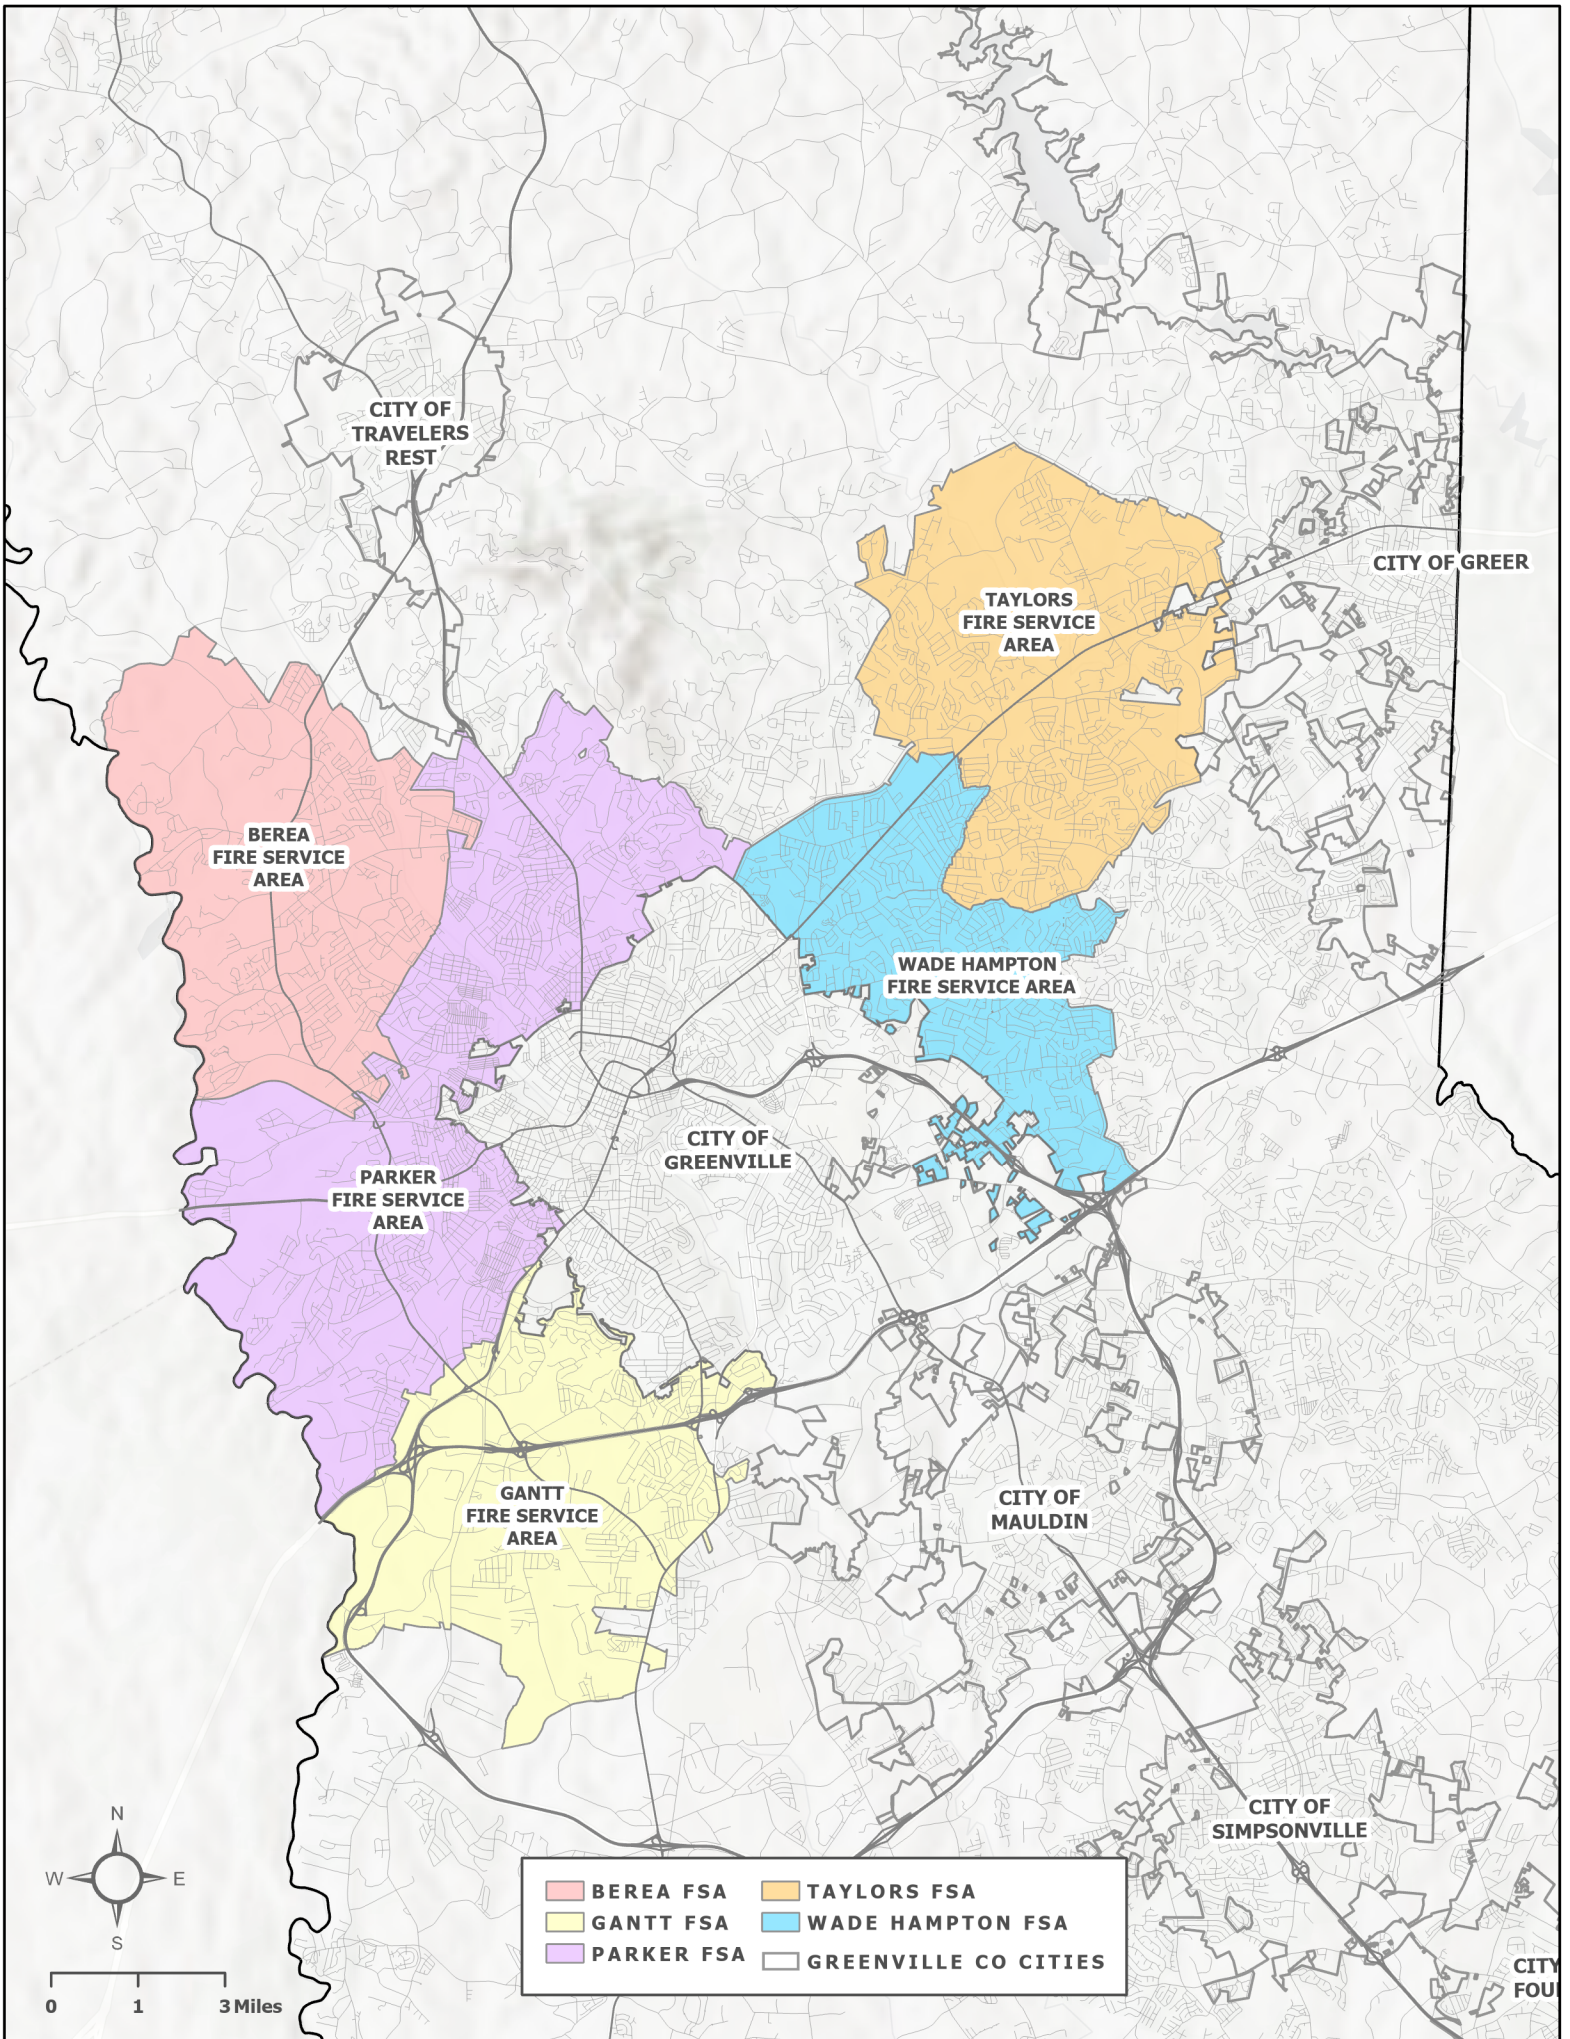 CITY OF
TRAVELERS
REST
CITY OF GREER
TAYLORS
FIRE SERVICE
AREA
BEREA
FIRE SERVICE
AREA
WADE HAMPTON
FIRE SERVICE AREA
CITY OF
GREENVILLE
PARKER
FIRE SERVICE
AREA
GANTT
FIRE SERVICE
AREA
CITY OF
MAULDIN
CITY OF
SIMPSONVILLE
CITY
FOU
N
W E
S
0 1 3 Miles
BEREA FSA
GANTT FSA
PARKER FSA
TAYLORS FSA
WADE HAMPTON FSA
GREENVILLE CO CITIES